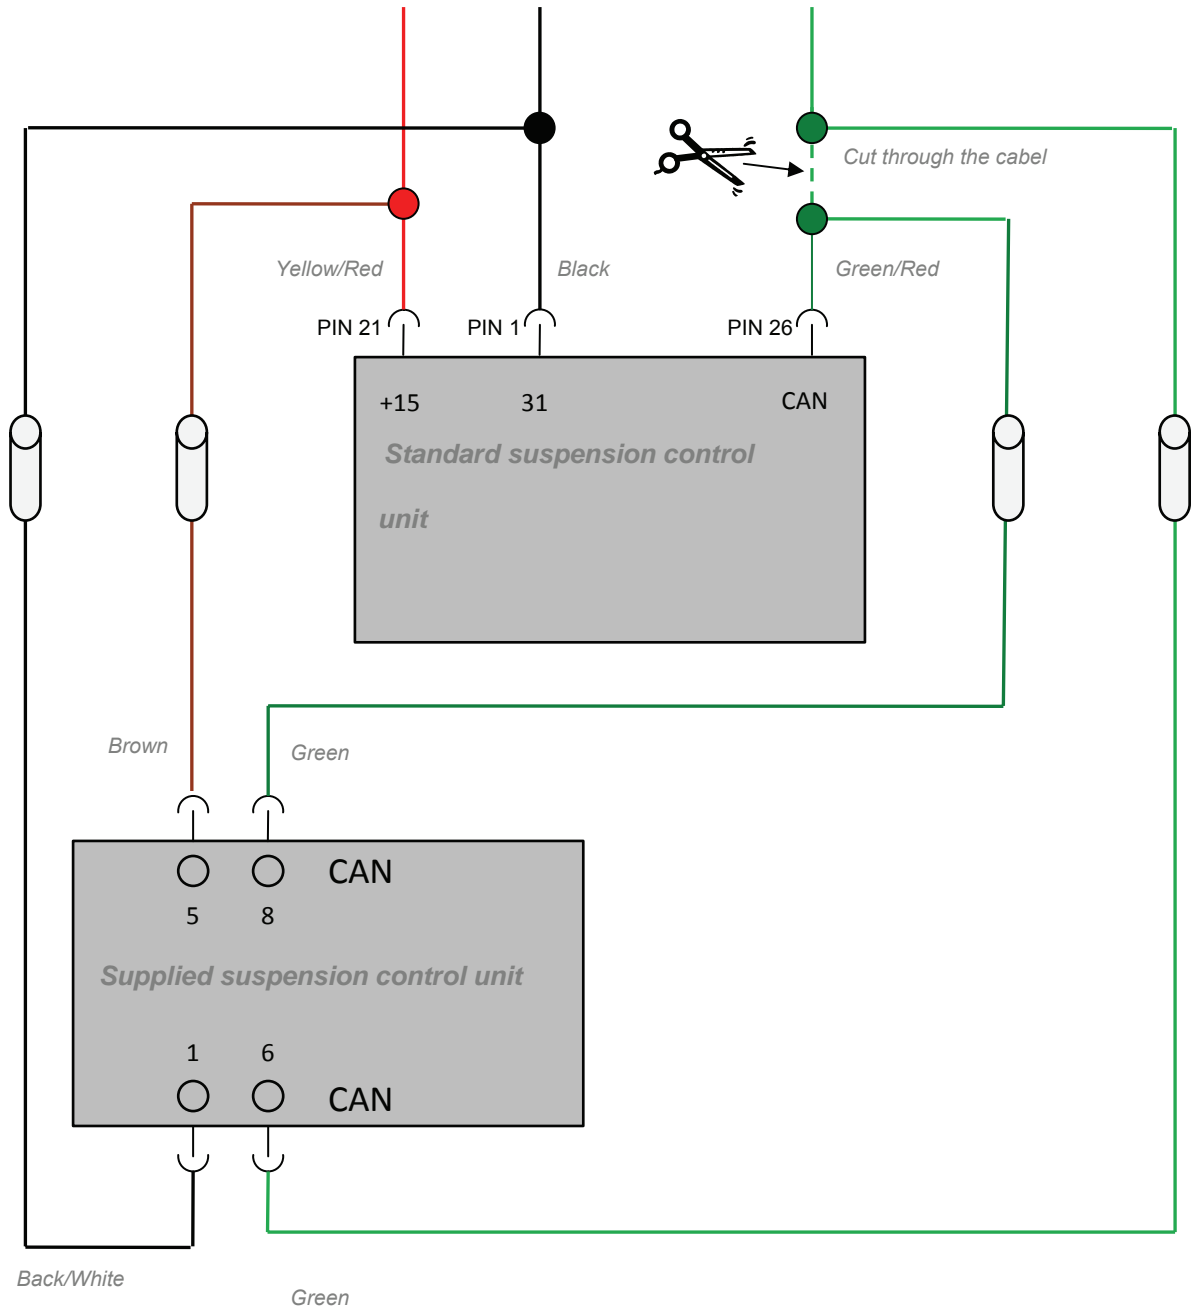 Cut through the cabel
Yellow/Red
Black
Green/Red
PIN 21
PIN 1
PIN 26
+15
31
CAN
Standard suspension control
unit
Brown
Green
CAN
5
8
Supplied suspension control unit
1
6
CAN
Back/White
Green